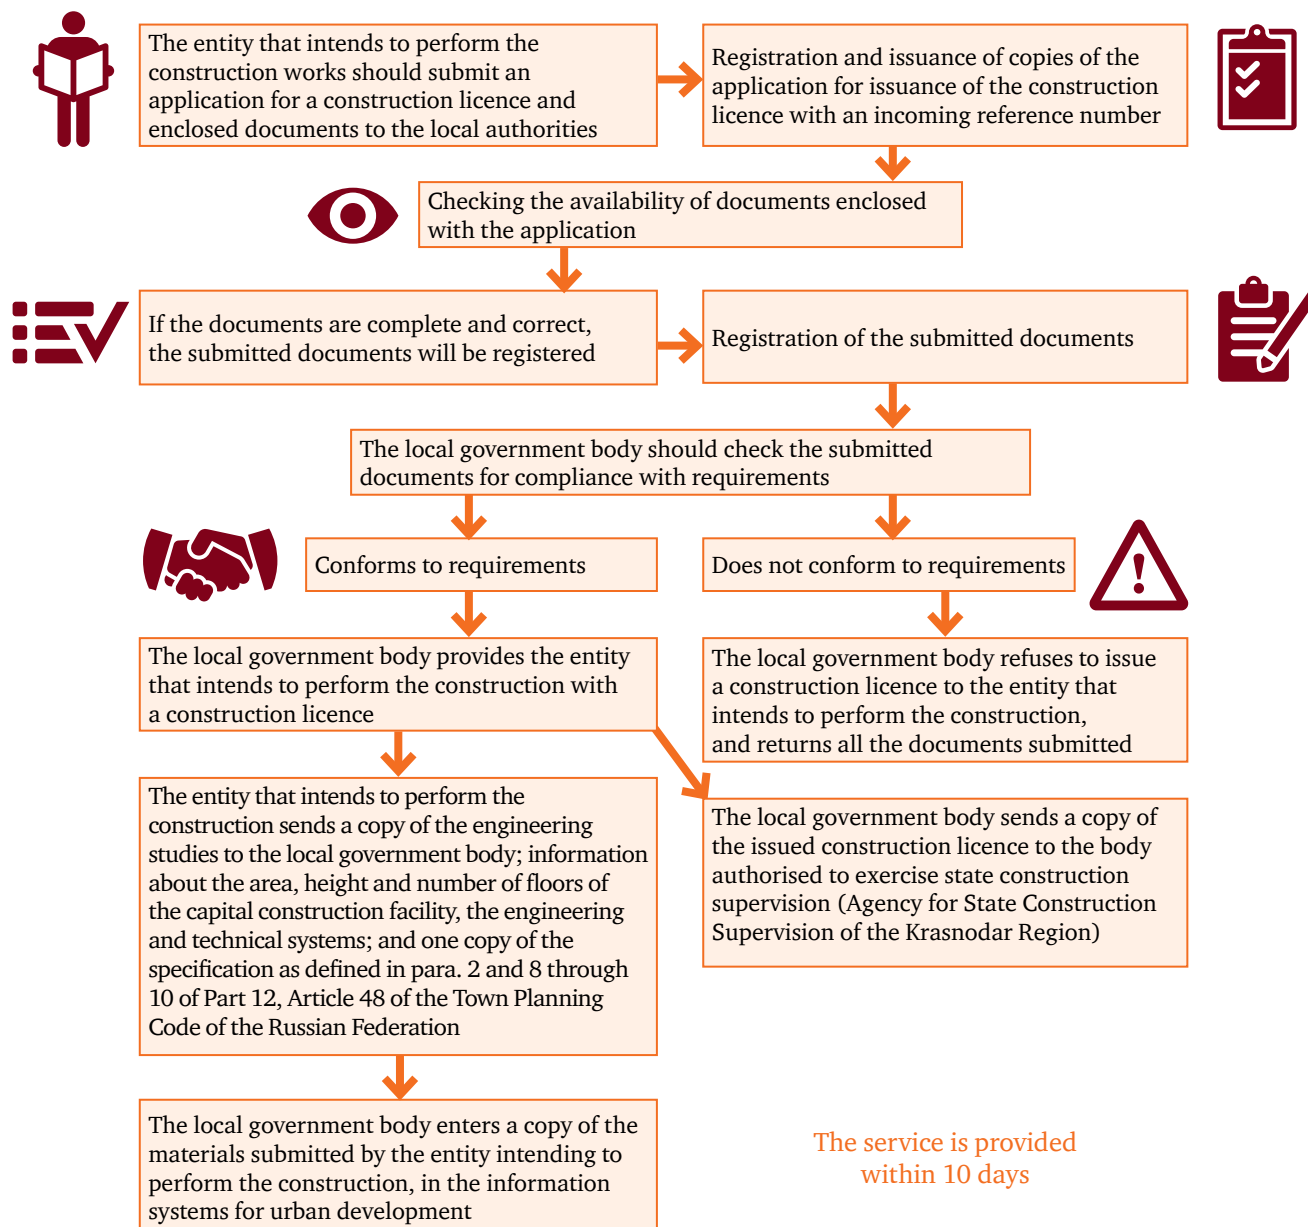 The entity that intends to perform the
construction works should submit an
application for a construction licence and
enclosed documents to the local authorities
Registration and issuance of copies of the
application for issuance of the construction
licence with an incoming reference number
Checking the availability of documents enclosed
with the application
If the documents are complete and correct,
the submitted documents will be registered
Registration of the submitted documents
The local government body should check the submitted
documents for compliance with requirements
Conforms to requirements
Does not conform to requirements
The local government body provides the entity
that intends to perform the construction with
a construction licence
The local government body refuses to issue
a construction licence to the entity that
intends to perform the construction,
and returns all the documents submitted
The entity that intends to perform the
construction sends a copy of the engineering
studies to the local government body; information
about the area, height and number of floors of
the capital construction facility, the engineering
and technical systems; and one copy of the
specification as defined in para. 2 and 8 through
10 of Part 12, Article 48 of the Town Planning
Code of the Russian Federation
The local government body sends a copy of
the issued construction licence to the body
authorised to exercise state construction
supervision (Agency for State Construction
Supervision of the Krasnodar Region)
The local government body enters a copy of the
materials submitted by the entity intending to
perform the construction, in the information
systems for urban development
The service is provided
within 10 days